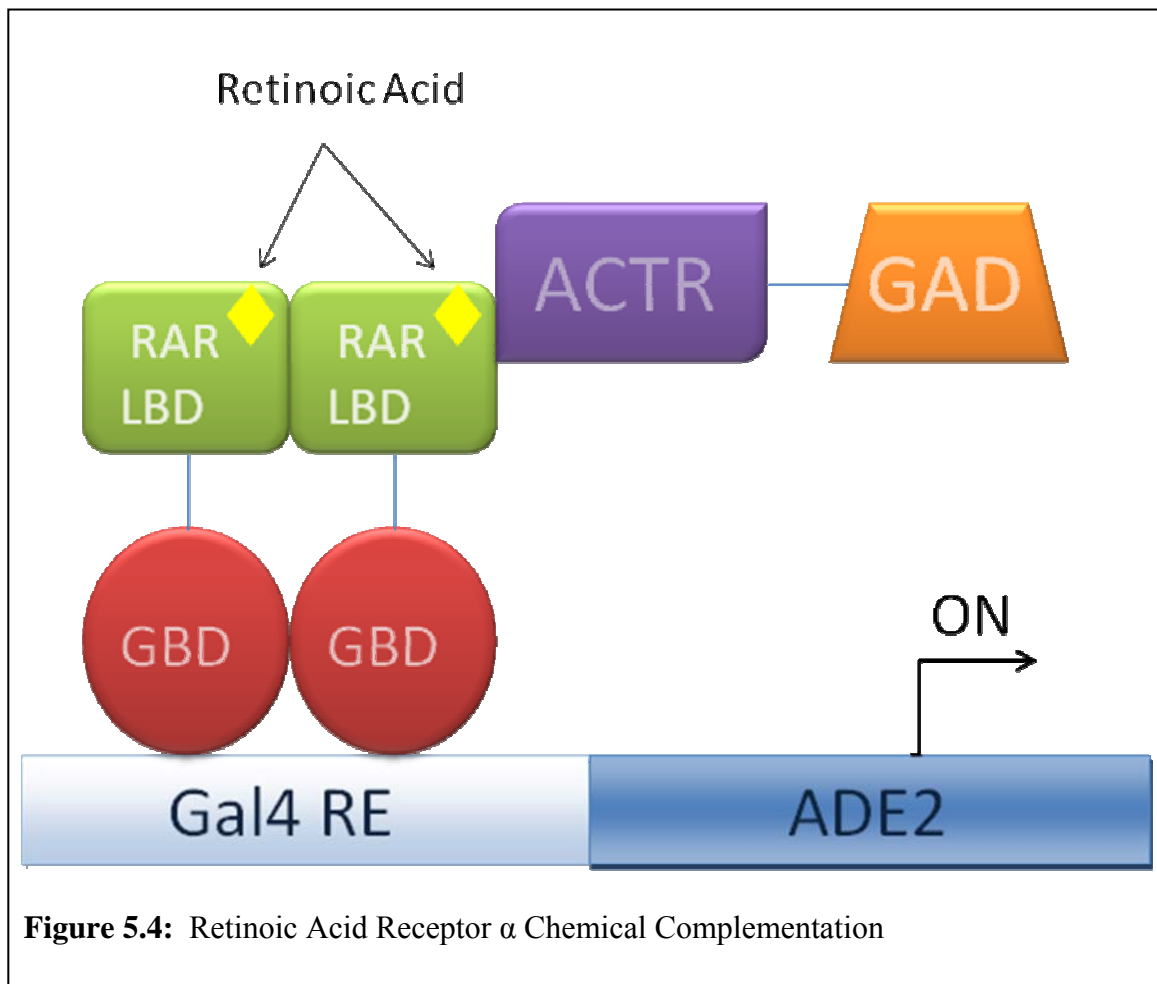 Retinoic Acid
ACTR
GAD
RAR
LBD
RAR
LBD
GBD
GBD
ON
Gal4 RE
ADE2
Figure 5.4: Retinoic Acid Receptor α Chemical Complementation